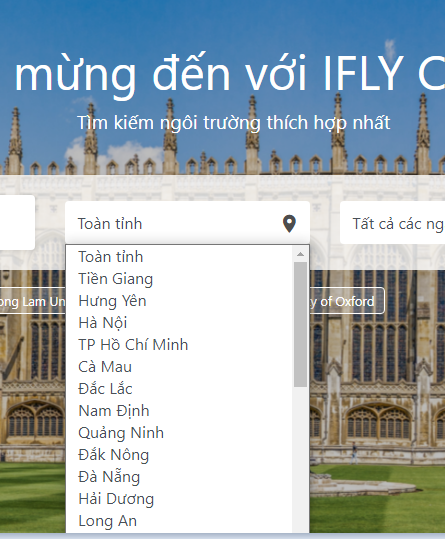 mừng đến với IFLY C
Tìm kiếm ngôi trường thích hợp nhất
Toàn tỉnh
Tất cả các ng
ong Lam Un
y of Oxford
Toàn tỉnh
Tiền Giang
Hưng Yên
Hà Nội
TP Hồ Chí Minh
Cà Mau
Đắc Lắc
Nam Định
Quảng Ninh
Đắk Nông
Đà Nẵng
Hải Dương
Long An